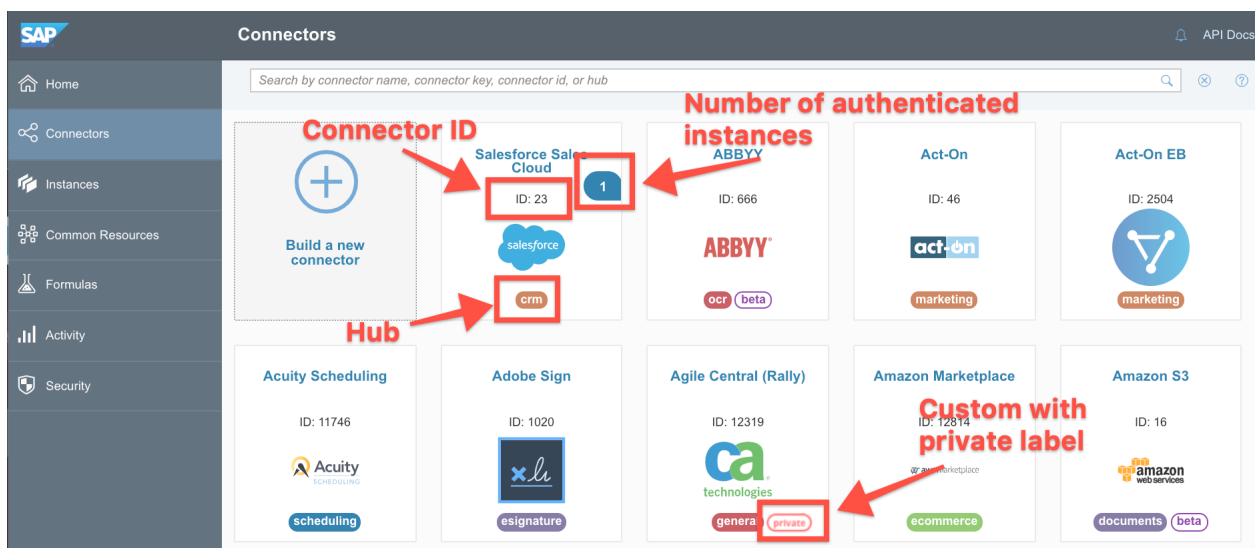 SAP
Connectors
API Docs
Home
Connectors
Instances
Common Resources
Formulas
Activity
Security
Search by connector name, connector key, connector id, or hub
Connector ID
Number of authenticated
instances
Build a new
connector
Salesforce Sales
Cloud
1
ID: 23
salesforce
crm
Hub
ABBYY
ID: 666
ABBYY
ocr beta
Act-On
ID: 46
act-on
marketing
Act-On EB
ID: 2504
marketing
Acuity Scheduling
ID: 11746
Acuity
SCHEDULING
scheduling
Adobe Sign
ID: 1020
esignature
Agile Central (Rally)
ID: 12319
ca
technologies
general private
Custom with
private label
Amazon Marketplace
ID: 12814
ecommerce
Amazon S3
ID: 16
amazon
web services
documents beta